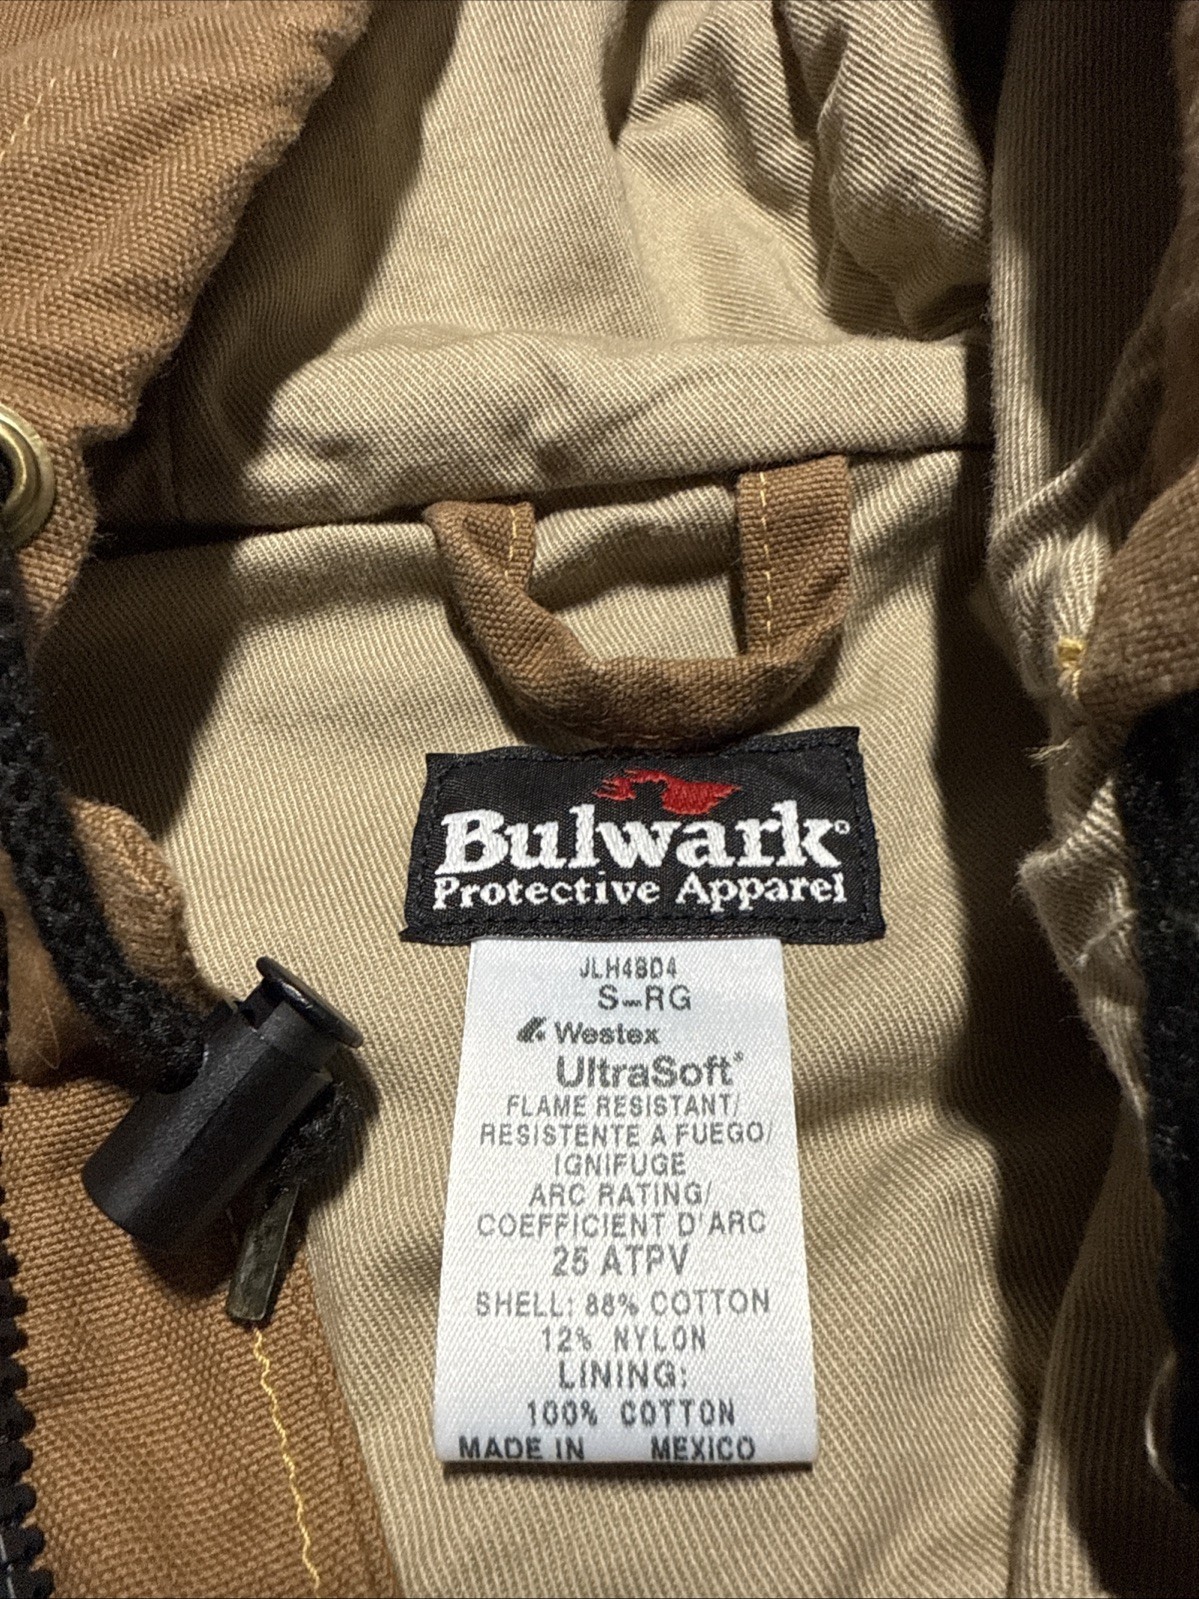 Bulwark®
Protective Apparel
JLH4BD4
S-RG
Westex
UltraSoft®
FLAME RESISTANT/
RESISTENTE A FUEGO/
IGNIFUGE
ARC RATING/
COEFFICIENT D'ARC
25 ATPV
SHELL: 88% COTTON
12% NYLON
LINING:
100% COTTON
MADE IN MEXICO